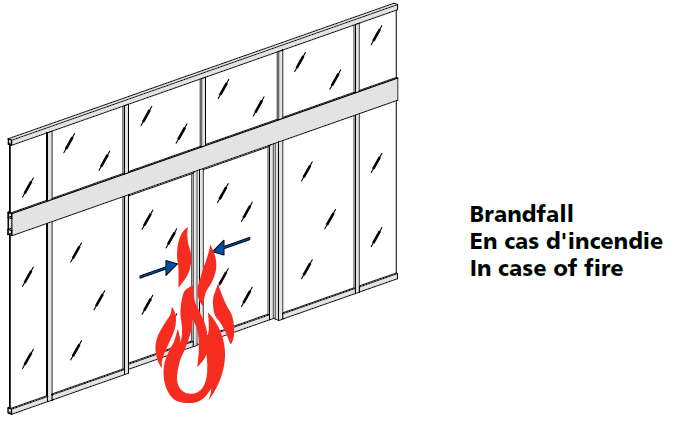 Brandfall
En cas d'incendie
In case of fire